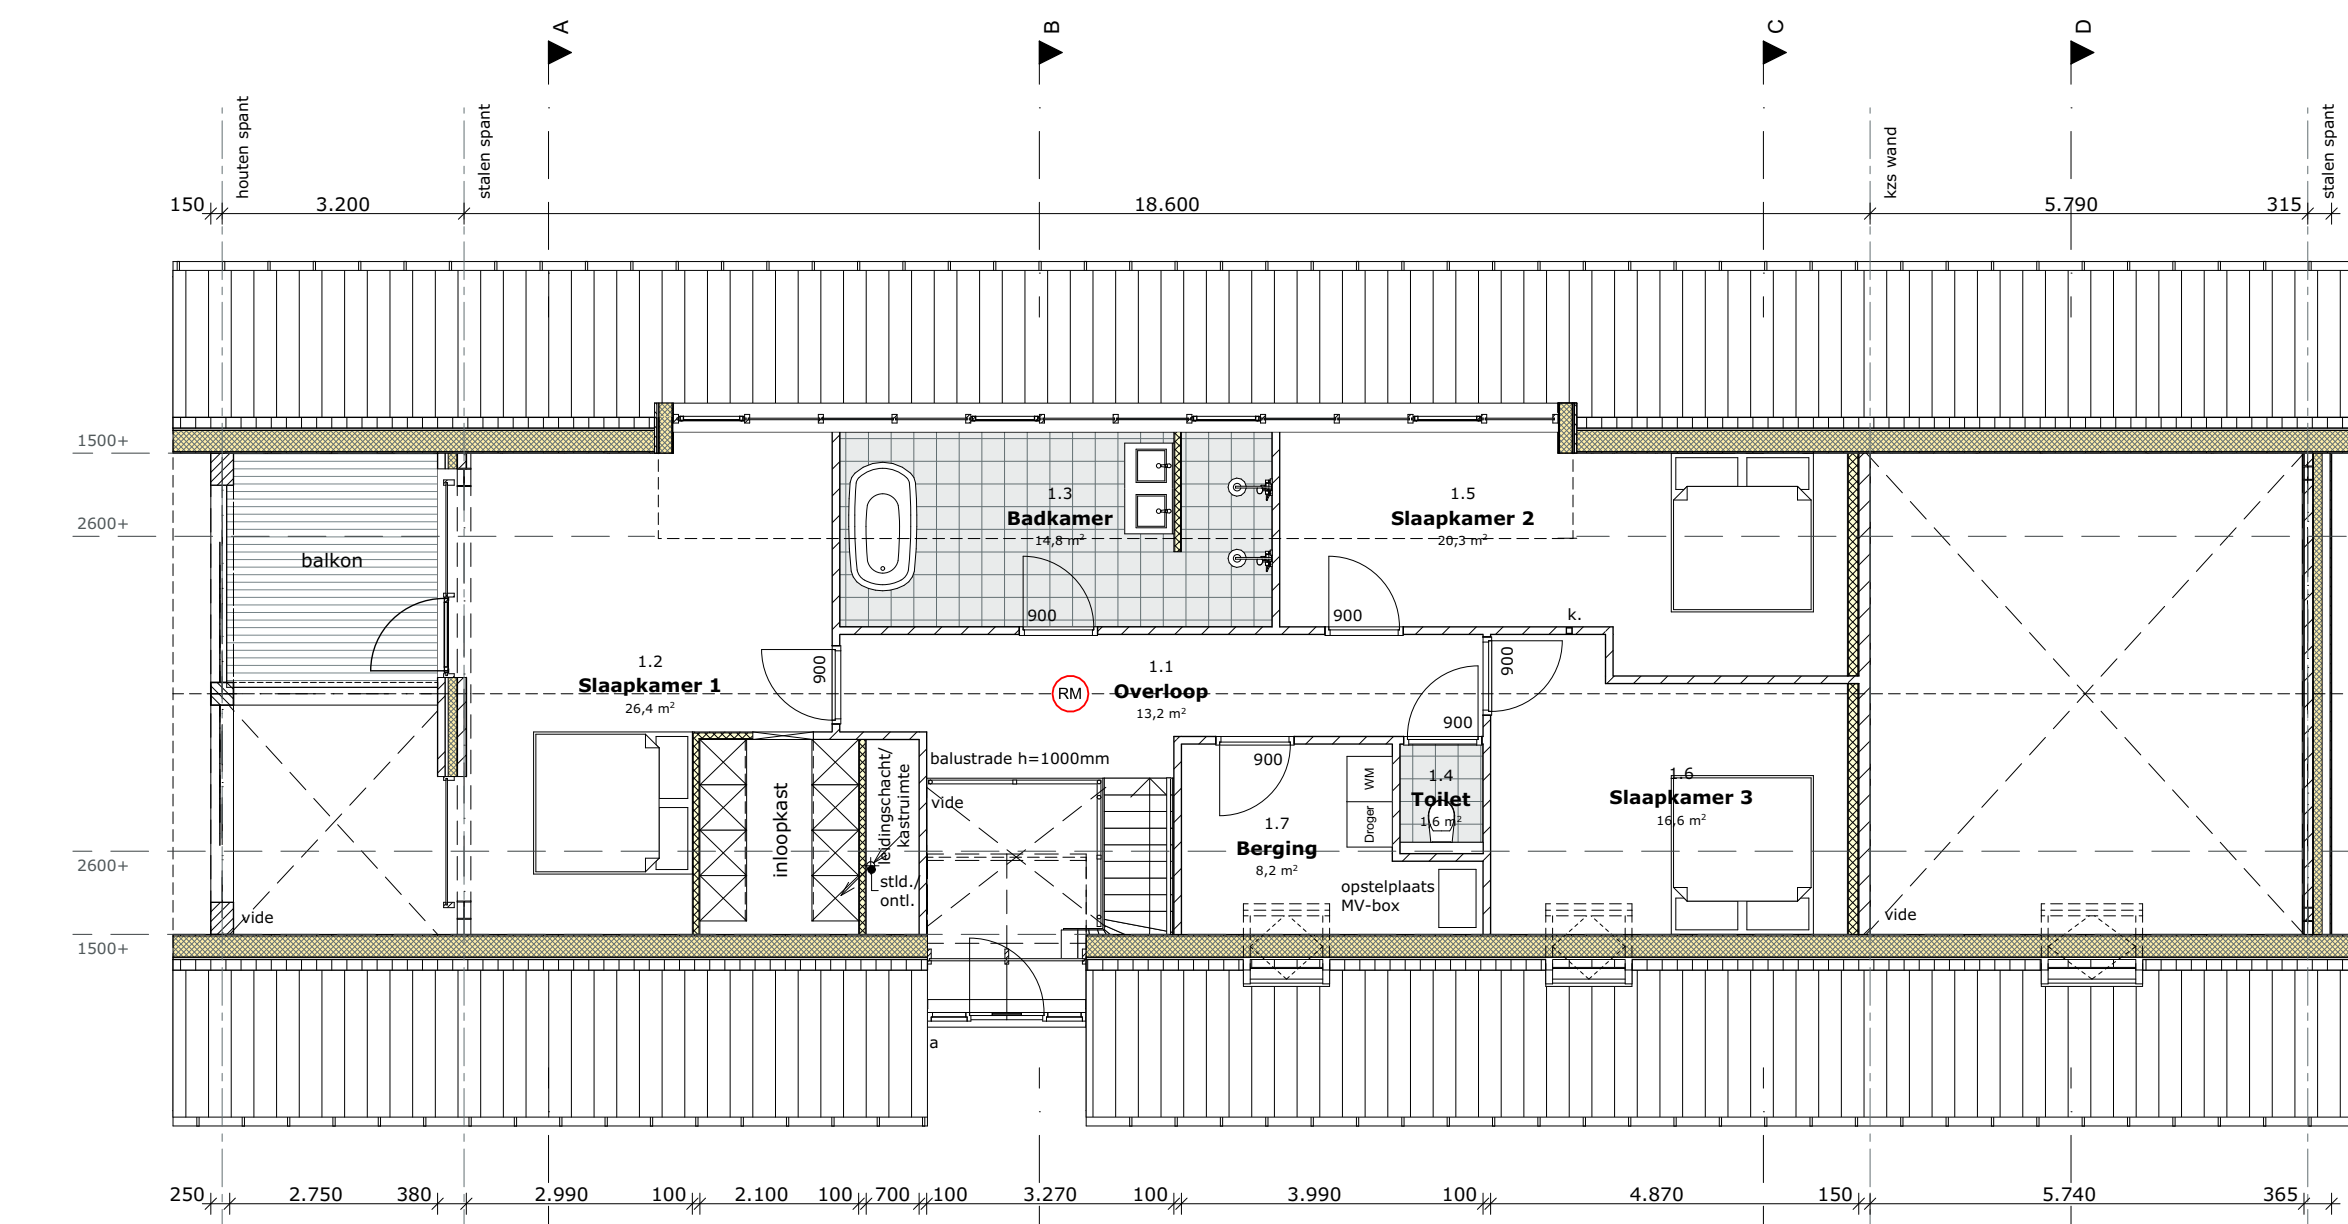 A
B
C
D
houten spant
stalen spant
kzs wand
stalen spant
150
3.200
18.600
5.790
315
1500+
2600+
balkon
1.3
Badkamer
14,8 m²
1.5
Slaapkamer 2
20,3 m²
900
900
k.
1.2
Slaapkamer 1
26,4 m²
900
RM
1.1
Overloop
13,2 m²
900
900
balustrade h=1000mm
vide
900
WM
Droger
1.4
Toilet
1,6 m²
1.6
Slaapkamer 3
16,6 m²
1.7
Berging
8,2 m²
inloopkast
leidingschacht/
kastruimte
stld./
ontl.
opstelplaats
MV-box
2600+
vide
vide
1500+
a
250
2.750
380
2.990
100
2.100
100
700
100
3.270
100
3.990
100
4.870
150
5.740
365